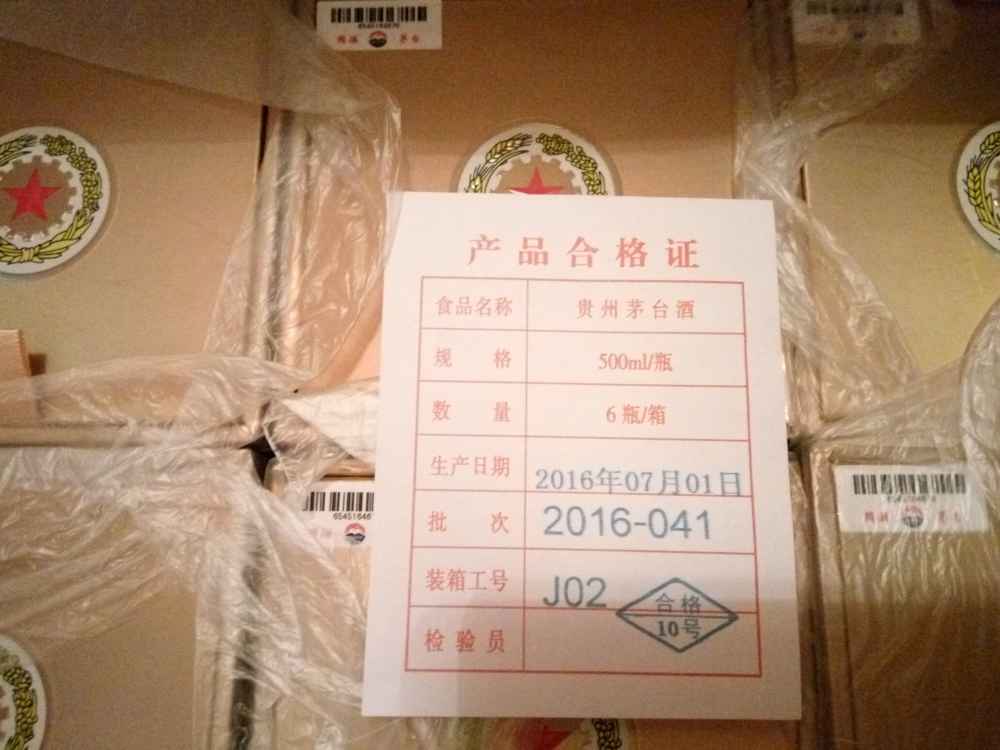 产品合格证
食品名称 贵州茅台酒
规格 500ml/瓶
数量 6瓶/箱
生产日期 2016年07月01日
批次 2016-041
装箱工号 J02
检验员 合格
10号